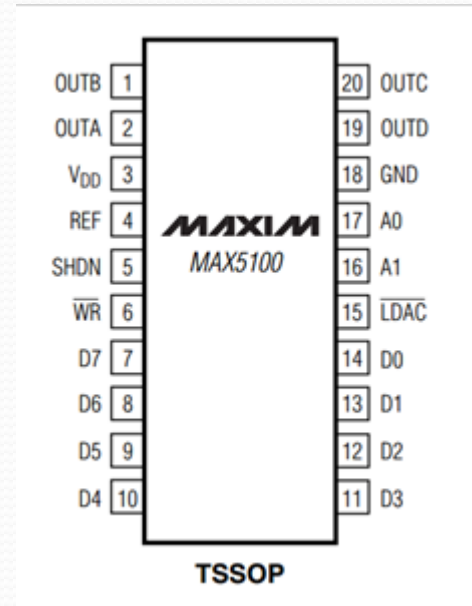 OUTB 1 20 OUTC
OUTA 2 19 OUTD
VDD 3 18 GND
REF 4 MAXIM 17 A0
SHDN 5 MAX5100 16 A1
W̅R̅ 6 15 L̅D̅A̅C̅
D7 7 14 D0
D6 8 13 D1
D5 9 12 D2
D4 10 11 D3
TSSOP